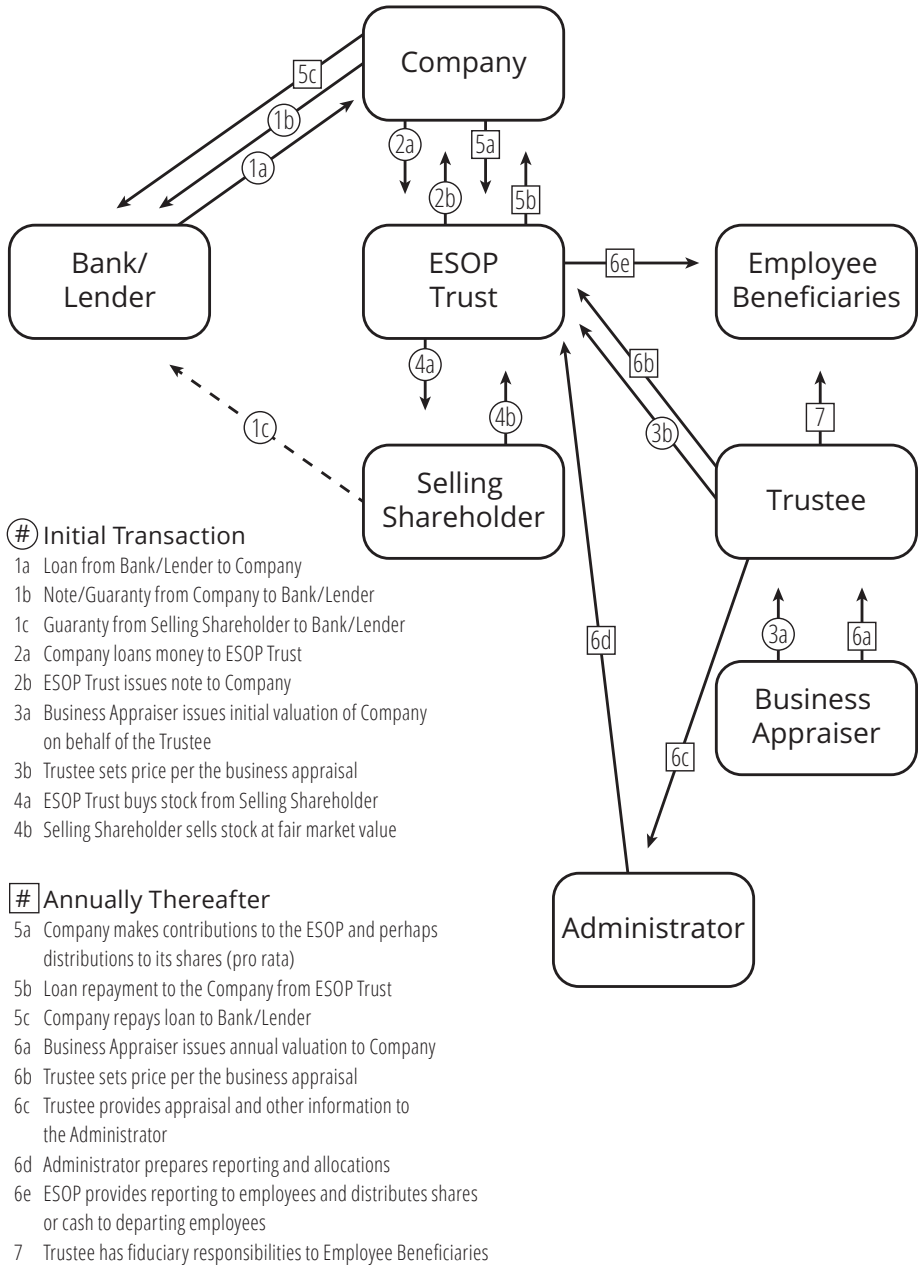 Company
5c
1b
1a
2a
5a
2b
5b
Bank/
Lender
ESOP
Trust
6e
Employee
Beneficiaries
4a
6b
7
1c
4b
3b
Selling
Shareholder
Trustee
# Initial Transaction
1a Loan from Bank/Lender to Company
1b Note/Guaranty from Company to Bank/Lender
1c Guaranty from Selling Shareholder to Bank/Lender
2a Company loans money to ESOP Trust
2b ESOP Trust issues note to Company
3a Business Appraiser issues initial valuation of Company
on behalf of the Trustee
3b Trustee sets price per the business appraisal
4a ESOP Trust buys stock from Selling Shareholder
4b Selling Shareholder sells stock at fair market value
6d
3a
6a
Business
Appraiser
6c
Administrator
# Annually Thereafter
5a Company makes contributions to the ESOP and perhaps
distributions to its shares (pro rata)
5b Loan repayment to the Company from ESOP Trust
5c Company repays loan to Bank/Lender
6a Business Appraiser issues annual valuation to Company
6b Trustee sets price per the business appraisal
6c Trustee provides appraisal and other information to
the Administrator
6d Administrator prepares reporting and allocations
6e ESOP provides reporting to employees and distributes shares
or cash to departing employees
7 Trustee has fiduciary responsibilities to Employee Beneficiaries